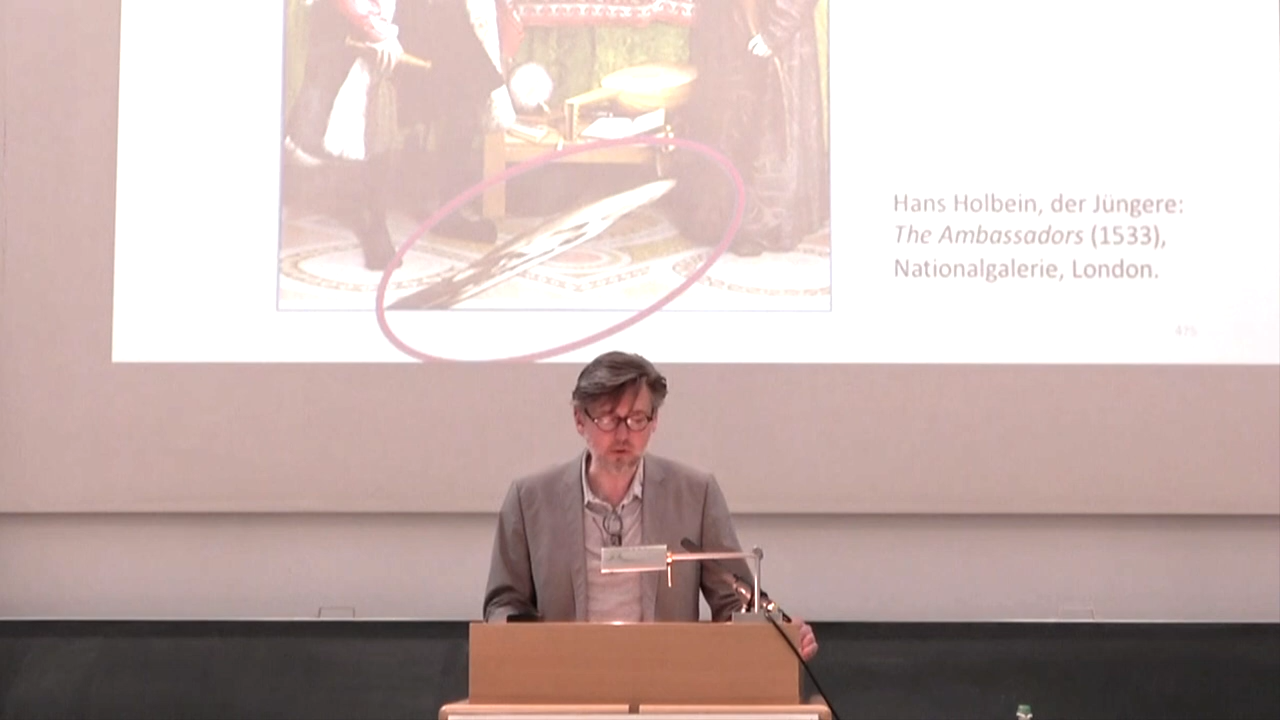 Hans Holbein, der Jüngere:
The Ambassadors (1533),
Nationalgalerie, London.